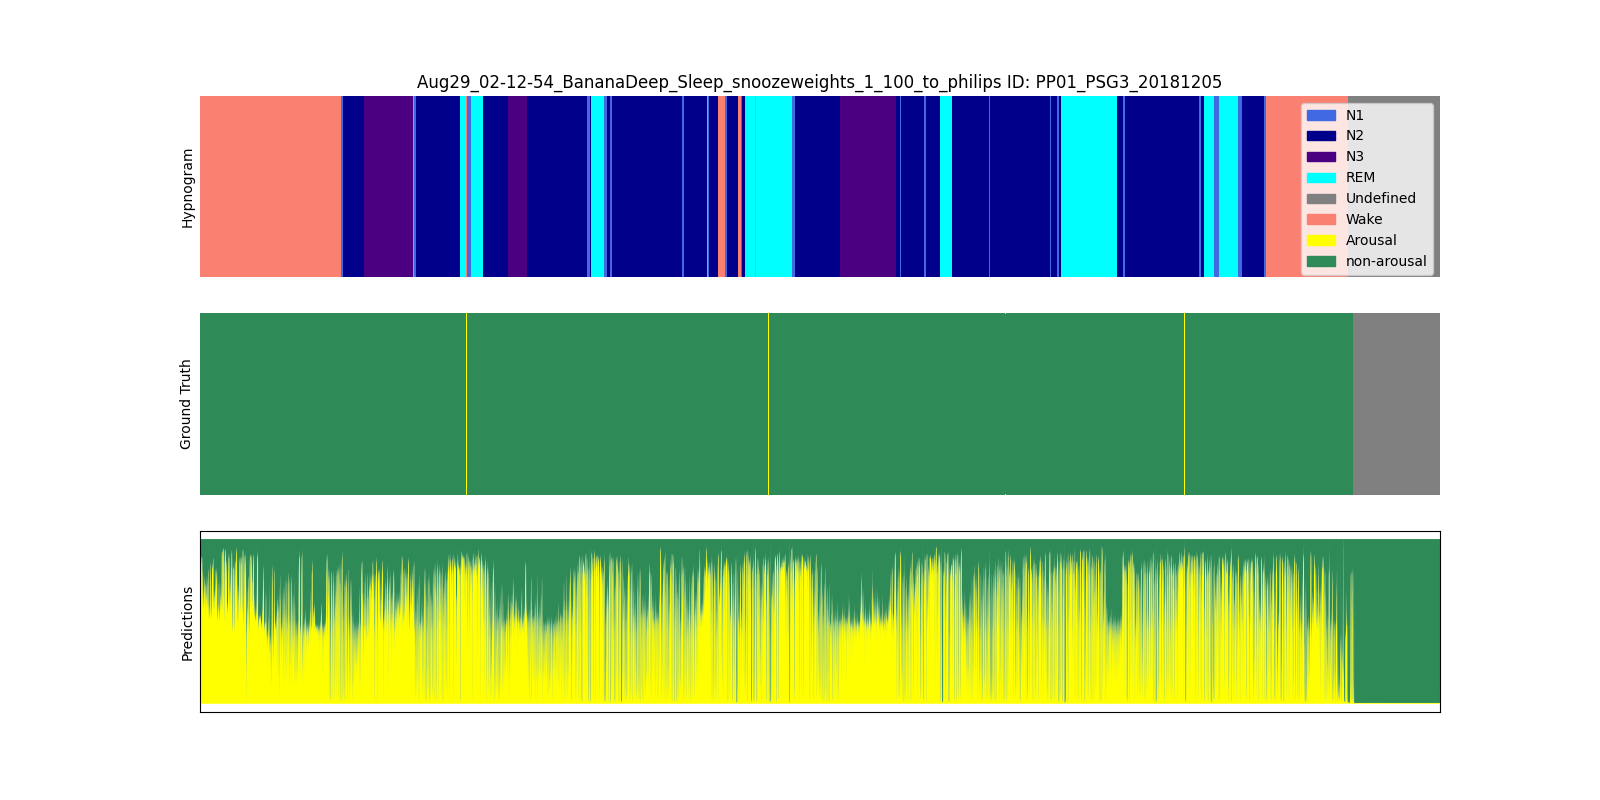 Aug29_02-12-54_BananaDeep_Sleep_snoozeweights_1_100_to_philips ID: PP01_PSG3_20181205
Hypnogram
N1
N2
N3
REM
Undefined
Wake
Arousal
non-arousal
Ground Truth
Predictions